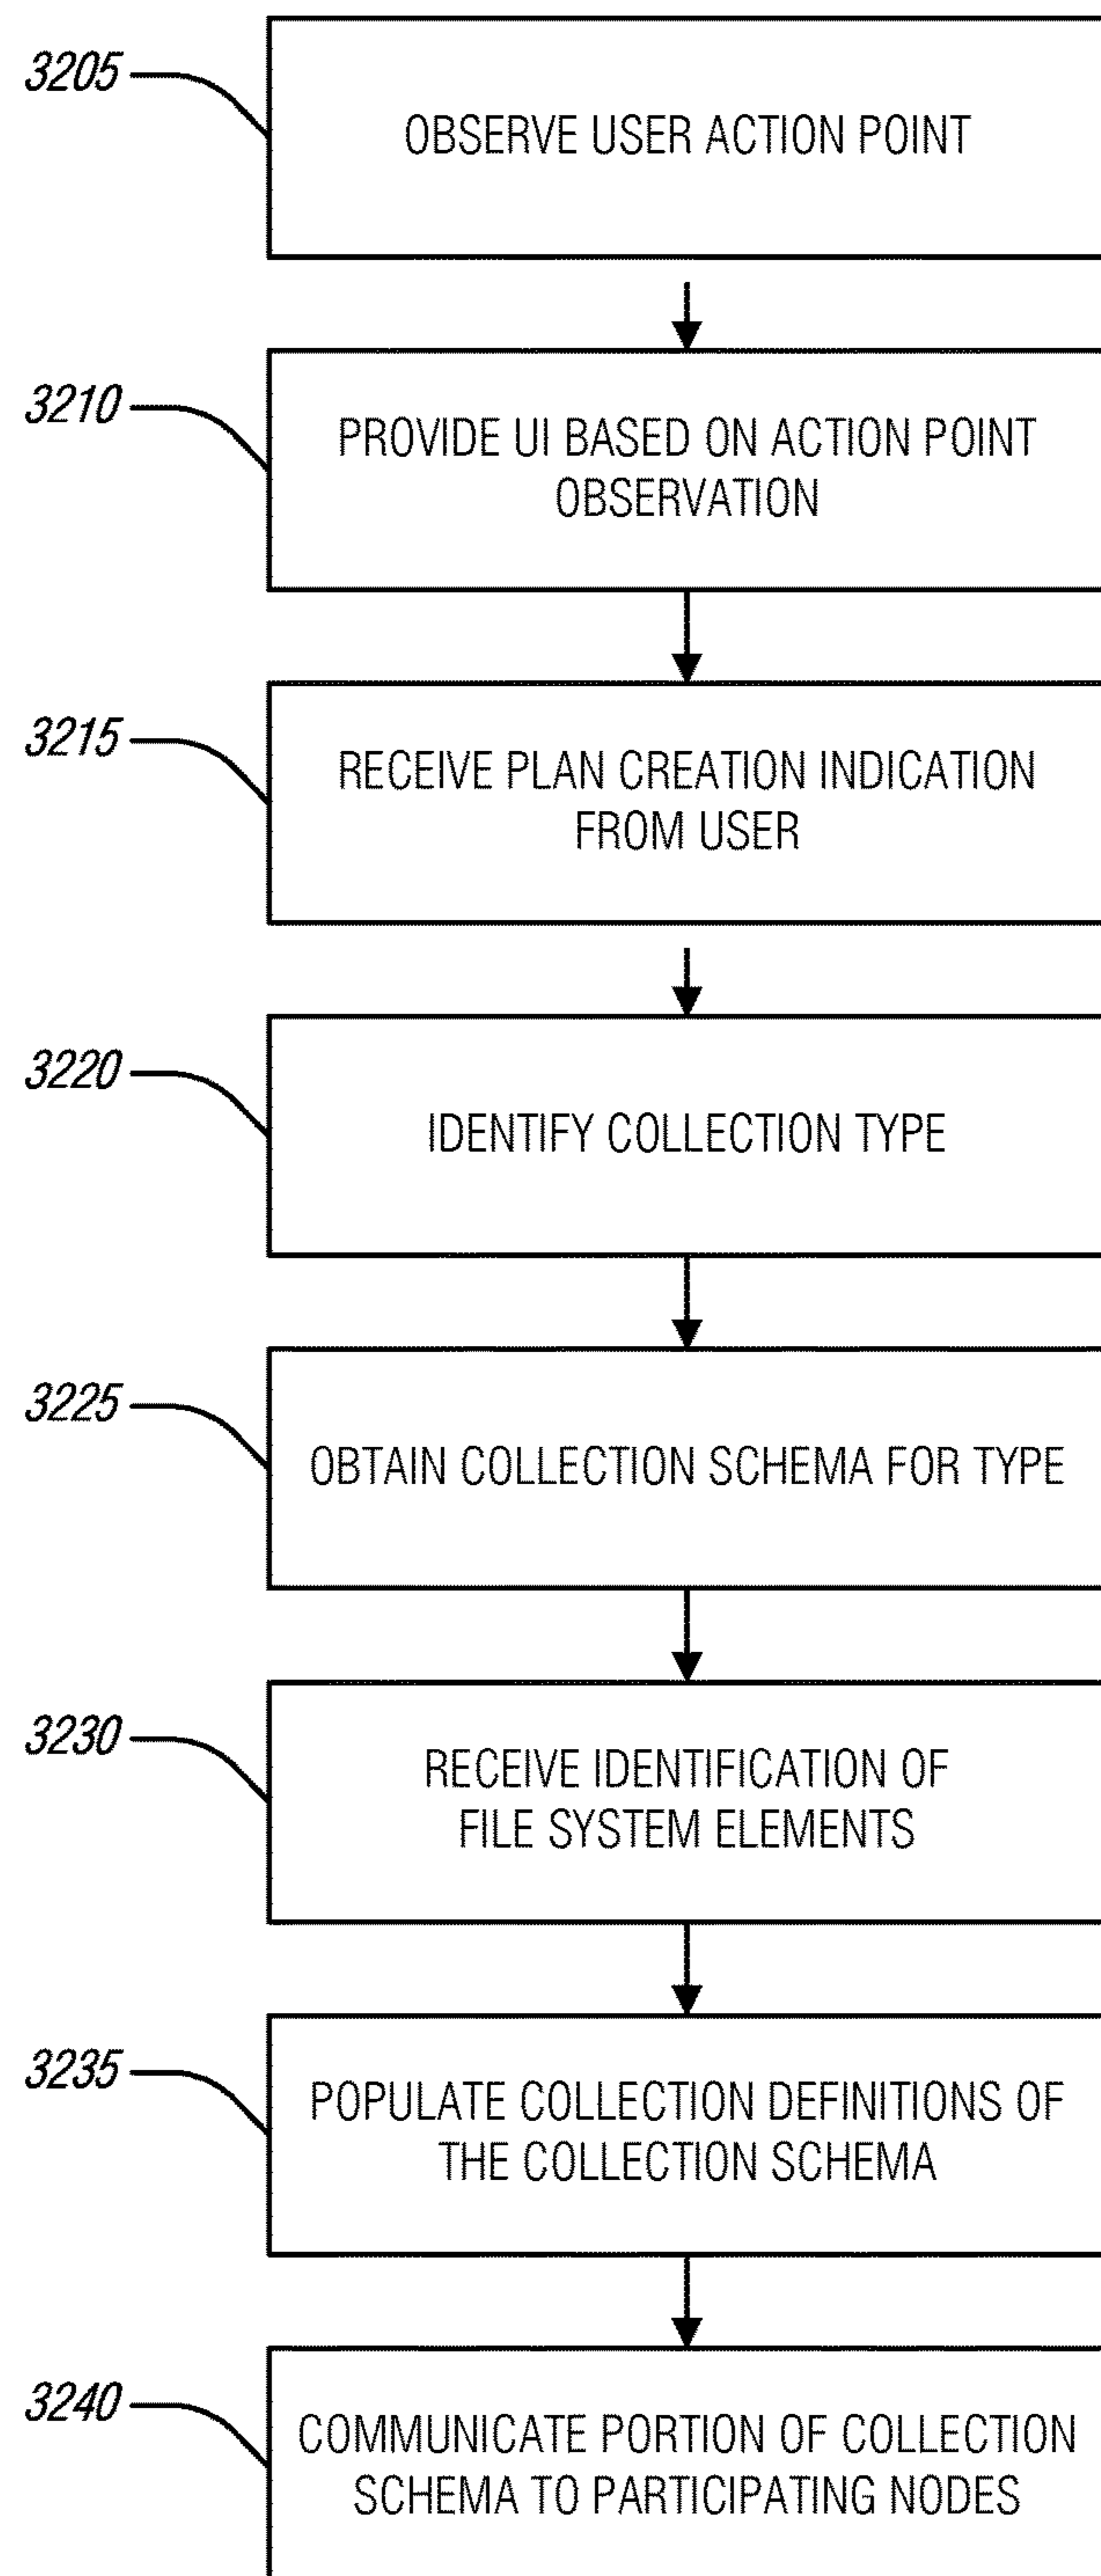 3205
OBSERVE USER ACTION POINT
3210
PROVIDE UI BASED ON ACTION POINT
OBSERVATION
3215
RECEIVE PLAN CREATION INDICATION
FROM USER
3220
IDENTIFY COLLECTION TYPE
3225
OBTAIN COLLECTION SCHEMA FOR TYPE
3230
RECEIVE IDENTIFICATION OF
FILE SYSTEM ELEMENTS
3235
POPULATE COLLECTION DEFINITIONS OF
THE COLLECTION SCHEMA
3240
COMMUNICATE PORTION OF COLLECTION
SCHEMA TO PARTICIPATING NODES